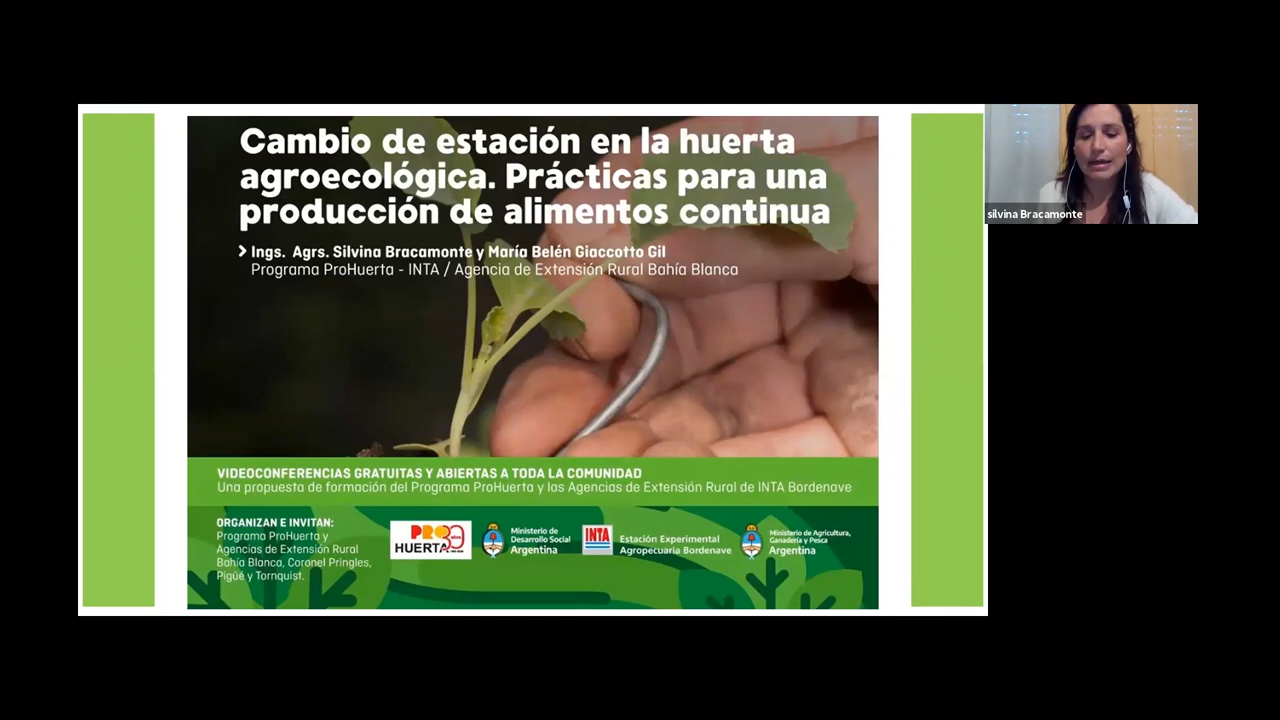 Cambio de estación en la huerta
agroecológica. Prácticas para una
producción de alimentos continua
Ings. Agrs. Silvina Bracamonte y María Belén Giaccotto Gil
Programa ProHuerta - INTA / Agencia de Extensión Rural Bahía Blanca
silvina Bracamonte
VIDEOCONFERENCIAS GRATUITAS Y ABIERTAS A TODA LA COMUNIDAD
Una propuesta de formación del Programa ProHuerta y las Agencias de Extensión Rural de INTA Bordenave
ORGANIZAN E INVITAN:
Programa ProHuerta y
Agencias de Extensión Rural
Bahía Blanca, Coronel Pringles,
Pigüé y Tornquist.
PRO 30 años
HUERTA
Ministerio de
Desarrollo Social
Argentina
INTA
Estación Experimental
Agropecuaria Bordenave
Ministerio de Agricultura,
Ganadería y Pesca
Argentina